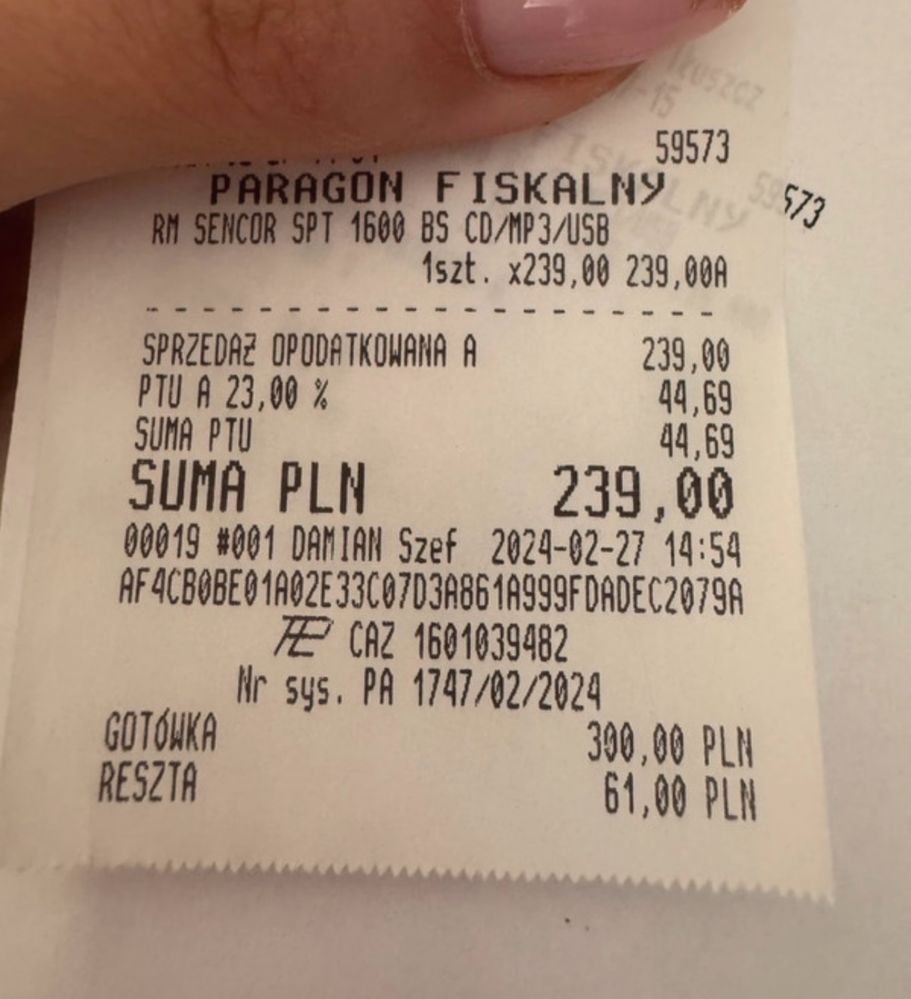 59573
PARAGON FISKALNY
RM SENCOR SPT 1600 BS CD/MP3/USB
1szt. x239,00 239,00A
SPRZEDAŻ OPODATKOWANA A 239,00
PTU A 23,00 % 44,69
SUMA PTU 44,69
SUMA PLN 239,00
00019 #001 DAMIAN Szef 2024-02-27 14:54
AF4CB0BE01A02E33C07D3A861A999FDADEC2079A
CAZ 1601039482
Nr sys. PA 1747/02/2024
GOTÓWKA 300,00 PLN
RESZTA 61,00 PLN